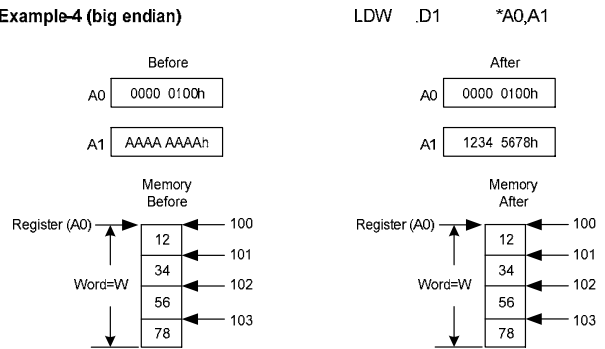 Example-4 (big endian) LDW .D1 *A0,A1
Before After
A0 0000 0100h A0 0000 0100h
A1 AAAA AAAAh A1 1234 5678h
Memory Before Memory After
Register (A0) 100 Register (A0) 100
12 12
101 101
34 34
Word=W 102 Word=W 102
56 56
103 103
78 78